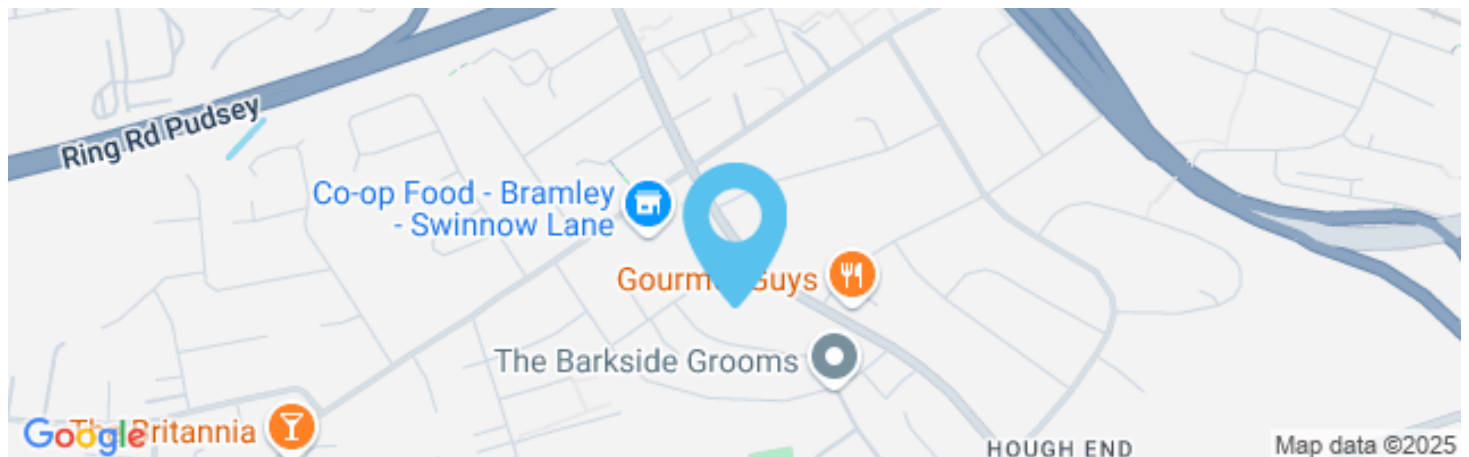 Ring Rd Pudsey
Co-op Food - Bramley
- Swinnow Lane
Guys
The Barkside Grooms
Britannia
Google
HOUGH END
Map data ©2025